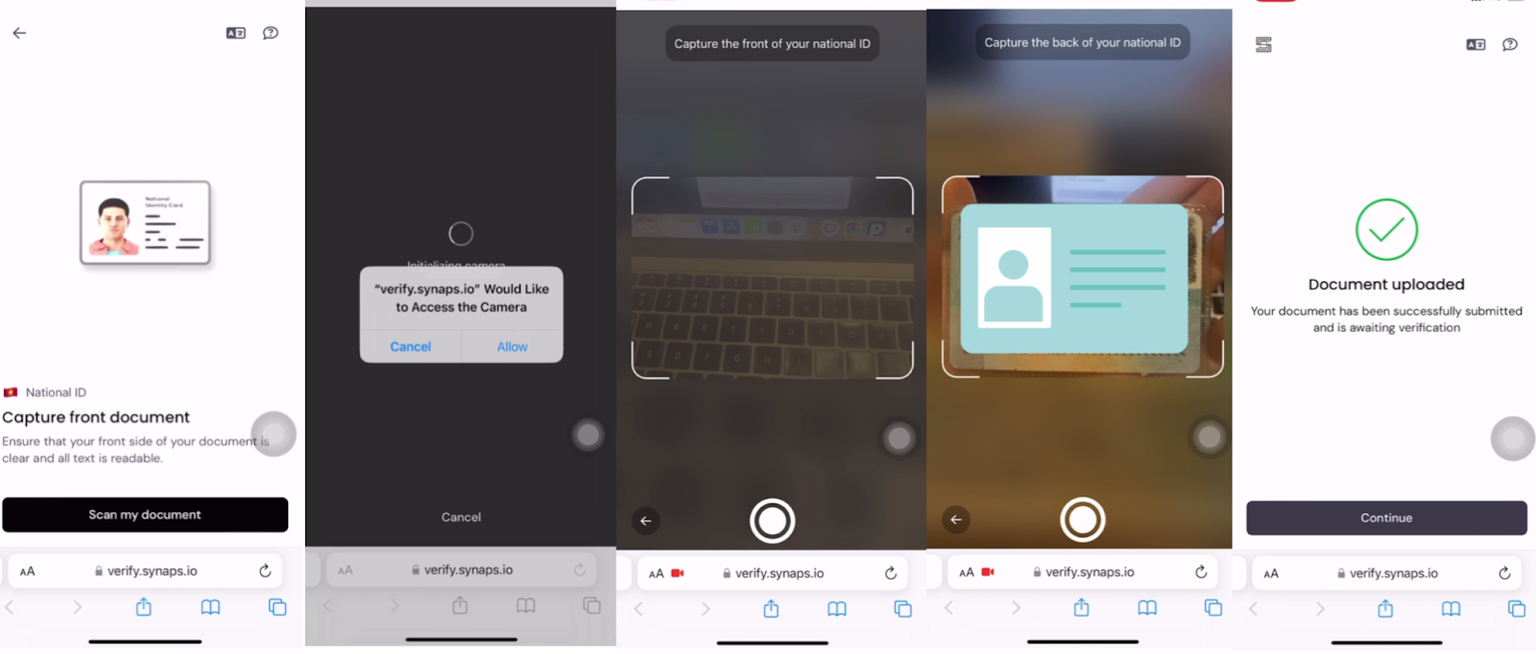 National
Identity Card
National ID
Capture front document
Ensure that your front side of your document is
clear and all text is readable.
Scan my document
AA
verify.synaps.io
Initializing camera
“verify.synaps.io” Would Like
to Access the Camera
Cancel
Allow
Cancel
AA
verify.synaps.io
Capture the front of your national ID
AA
verify.synaps.io
Capture the back of your national ID
AA
verify.synaps.io
Document uploaded
Your document has been successfully submitted
and is awaiting verification
Continue
AA
verify.synaps.io